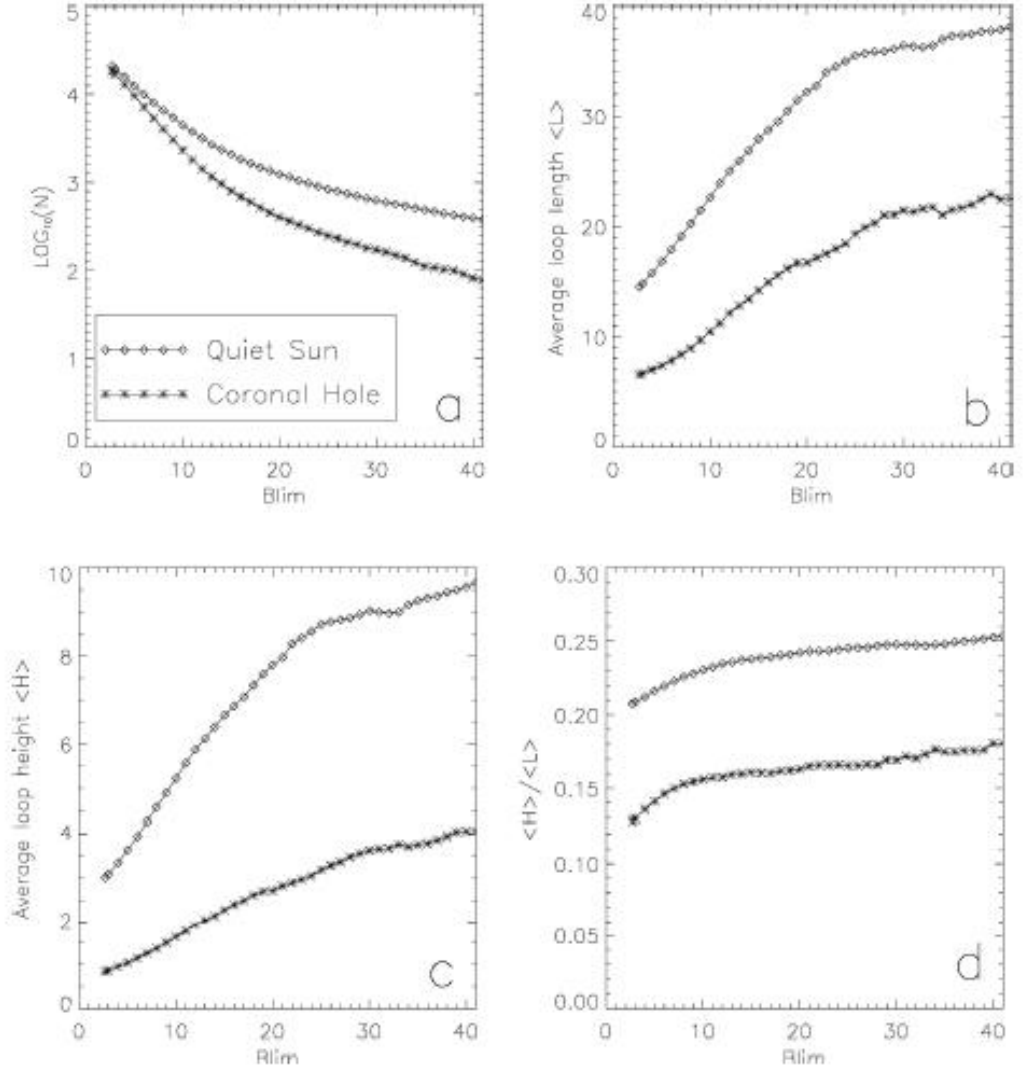 5
4
3
2
1
0
LOG₁₀(N)
Quiet Sun
Coronal Hole
a
0 10 20 30 40
Blim
40
30
20
10
0
Average loop length <L>
b
0 10 20 30 40
Blim
10
8
6
4
2
0
Average loop height <H>
c
0 10 20 30 40
Blim
0.30
0.25
0.20
0.15
0.10
0.05
0.00
<H>/<L>
d
0 10 20 30 40
Blim